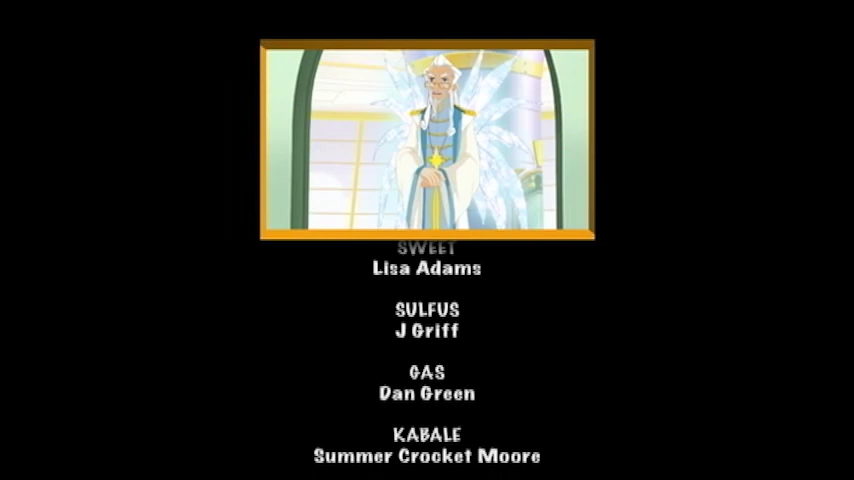 SWEET
Lisa Adams
SULFUS
J Griff
GAS
Dan Green
KABALE
Summer Crocket Moore